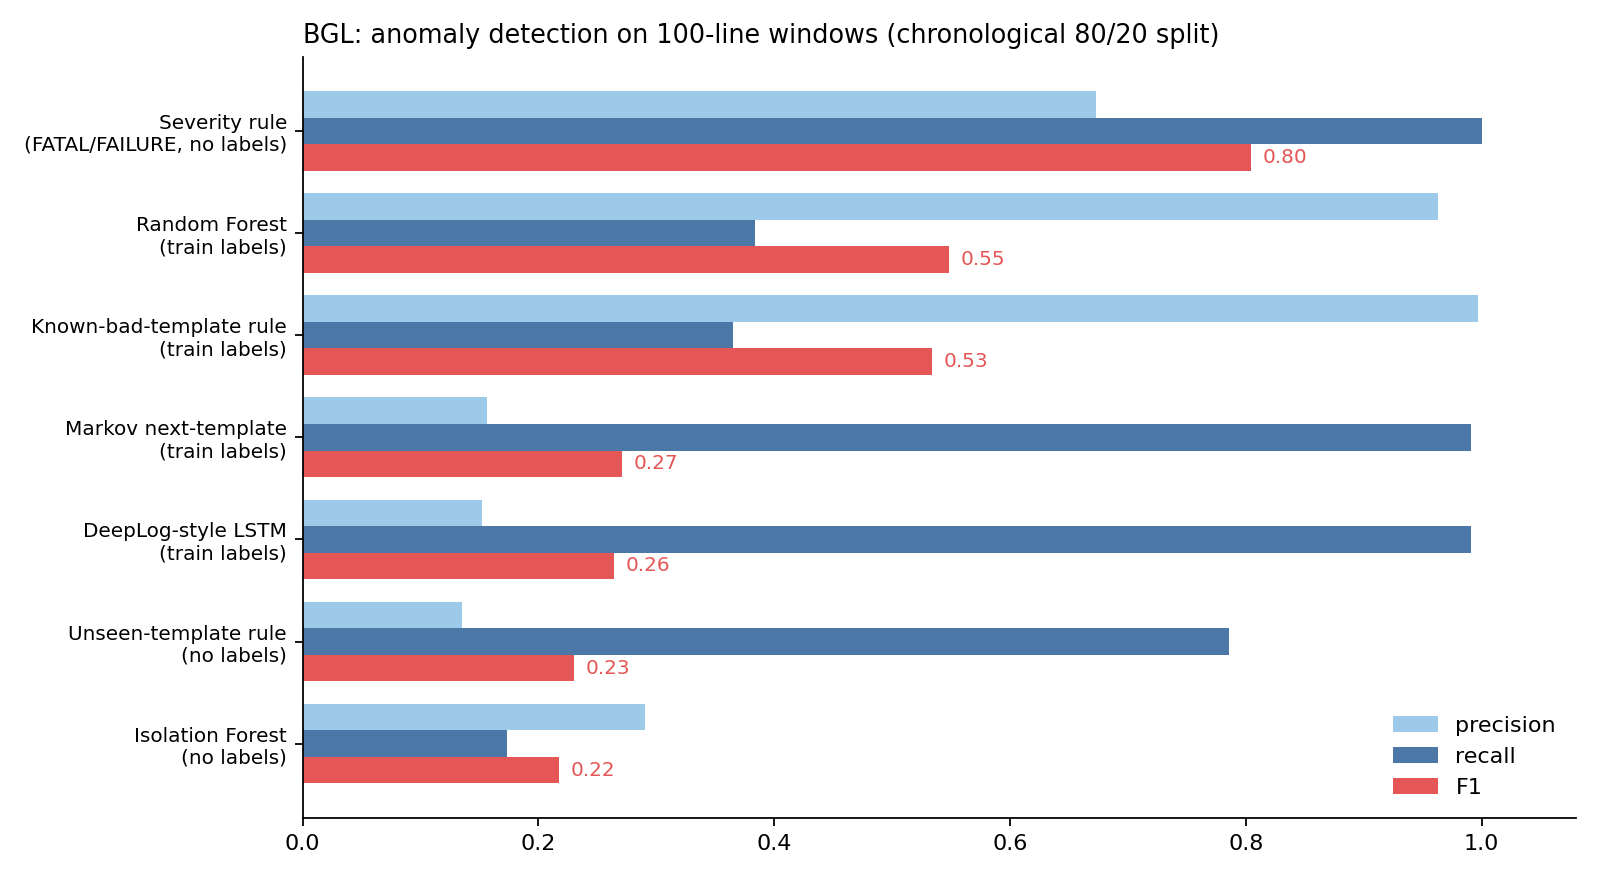 BGL: anomaly detection on 100-line windows (chronological 80/20 split)
Severity rule
(FATAL/FAILURE, no labels)
0.80
Random Forest
(train labels)
0.55
Known-bad-template rule
(train labels)
0.53
Markov next-template
(train labels)
0.27
DeepLog-style LSTM
(train labels)
0.26
Unseen-template rule
(no labels)
0.23
Isolation Forest
(no labels)
0.22
precision
recall
F1
0.0 0.2 0.4 0.6 0.8 1.0